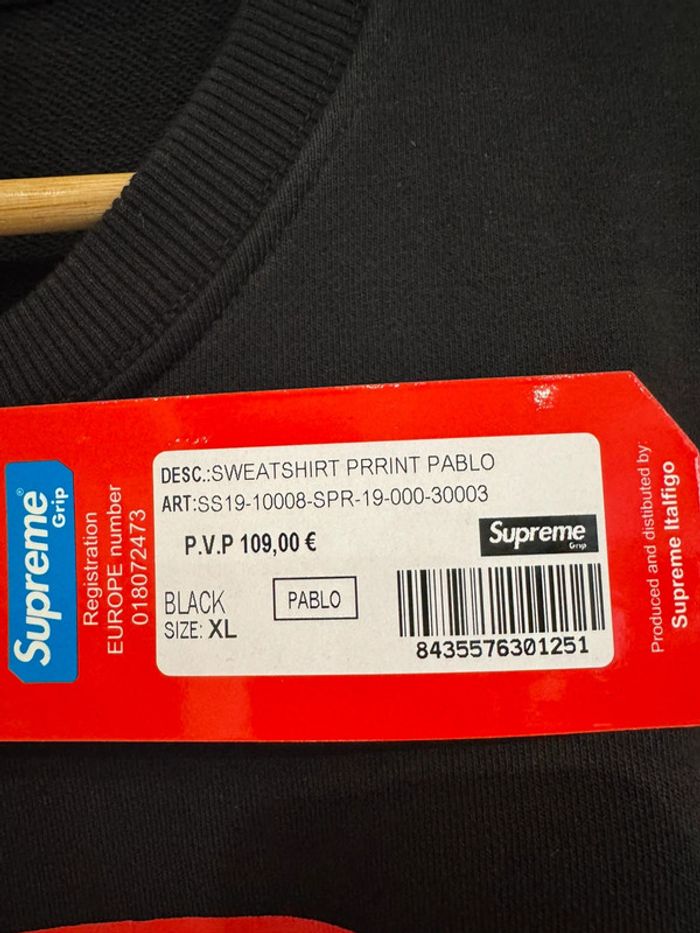 Supreme®
Grip
Registration
EUROPE number
018072473
DESC.:SWEATSHIRT PRRINT PABLO
ART:SS19-10008-SPR-19-000-30003
P.V.P 109,00 €
Supreme
Grip
BLACK
PABLO
SIZE: XL
8435576301251
Produced and distibuted by:
Supreme Italfigo